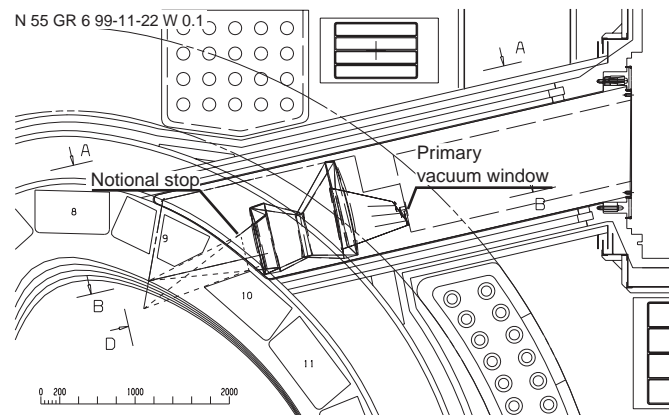 N 55 GR 6 99-11-22 W 0.1
A
A
Primary
vacuum window
Notional stop
B
8
9
B
10
D
11
0 200 1000 2000